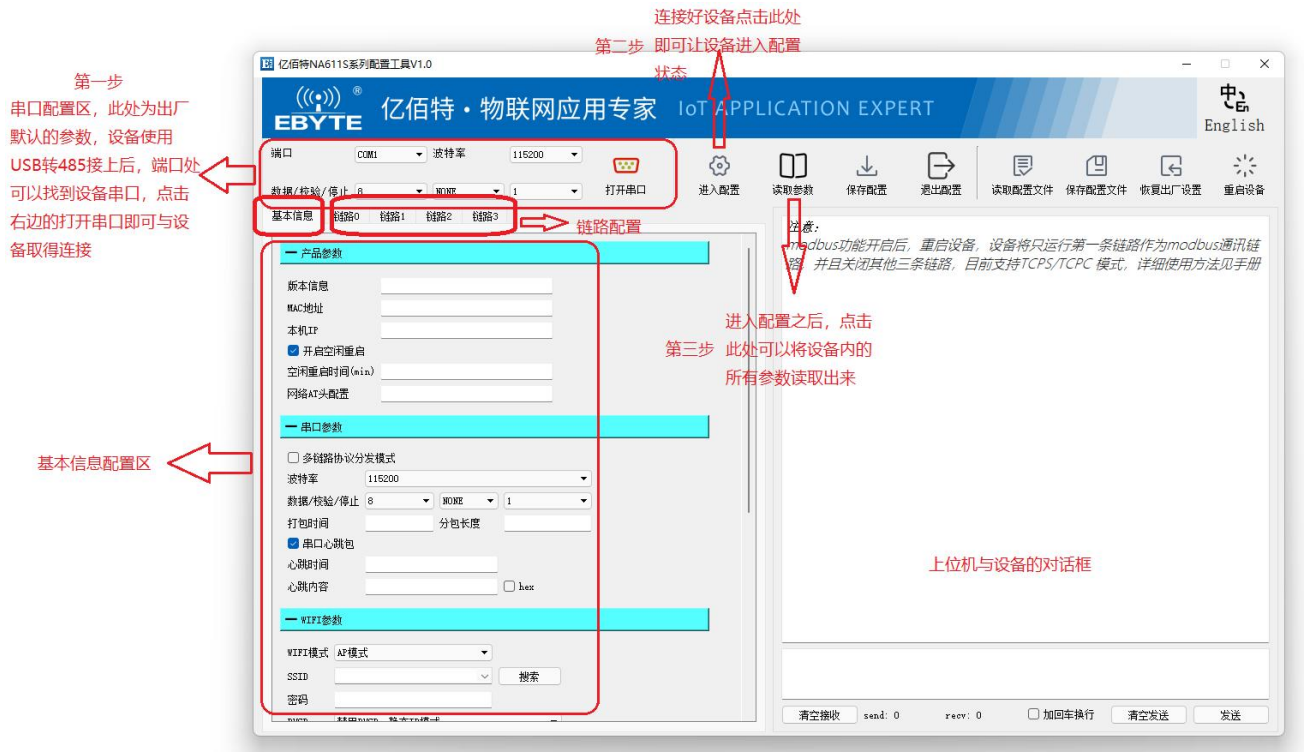 连接好设备点击此处
第二步 即可让设备进入配置
状态
第一步
串口配置区，此处为出厂
默认的参数，设备使用
USB转485接上后，端口处
可以找到设备串口，点击
右边的打开串口即可与设
备取得连接
亿佰特NA611S系列配置工具V1.0
EBYTE ® 亿佰特·物联网应用专家 IoT APPLICATION EXPERT
中En
English
端口 COM1 波特率 115200
数据/校验/停止 8 NONE 1
打开串口 进入配置 读取参数 保存配置 退出配置 读取配置文件 保存配置文件 恢复出厂设置 重启设备
基本信息 链路0 链路1 链路2 链路3
链路配置
注意：
modbus功能开启后，重启设备，设备将只运行第一条链路作为modbus通讯链
路，并且关闭其他三条链路，目前支持TCPS/TCPC 模式，详细使用方法见手册
产品参数
版本信息
MAC地址
本机IP
开启空闲重启
空闲重启时间(min)
网络AT头配置
进入配置之后，点击
第三步 此处可以将设备内的
所有参数读取出来
串口参数
多链路协议分发模式
波特率 115200
数据/校验/停止 8 NONE 1
打包时间 分包长度
串口心跳包
心跳时间
心跳内容 hex
基本信息配置区
上位机与设备的对话框
WIFI参数
WIFI模式 AP模式
SSID 搜索
密码
清空接收 send: 0 recv: 0 加回车换行 清空发送 发送